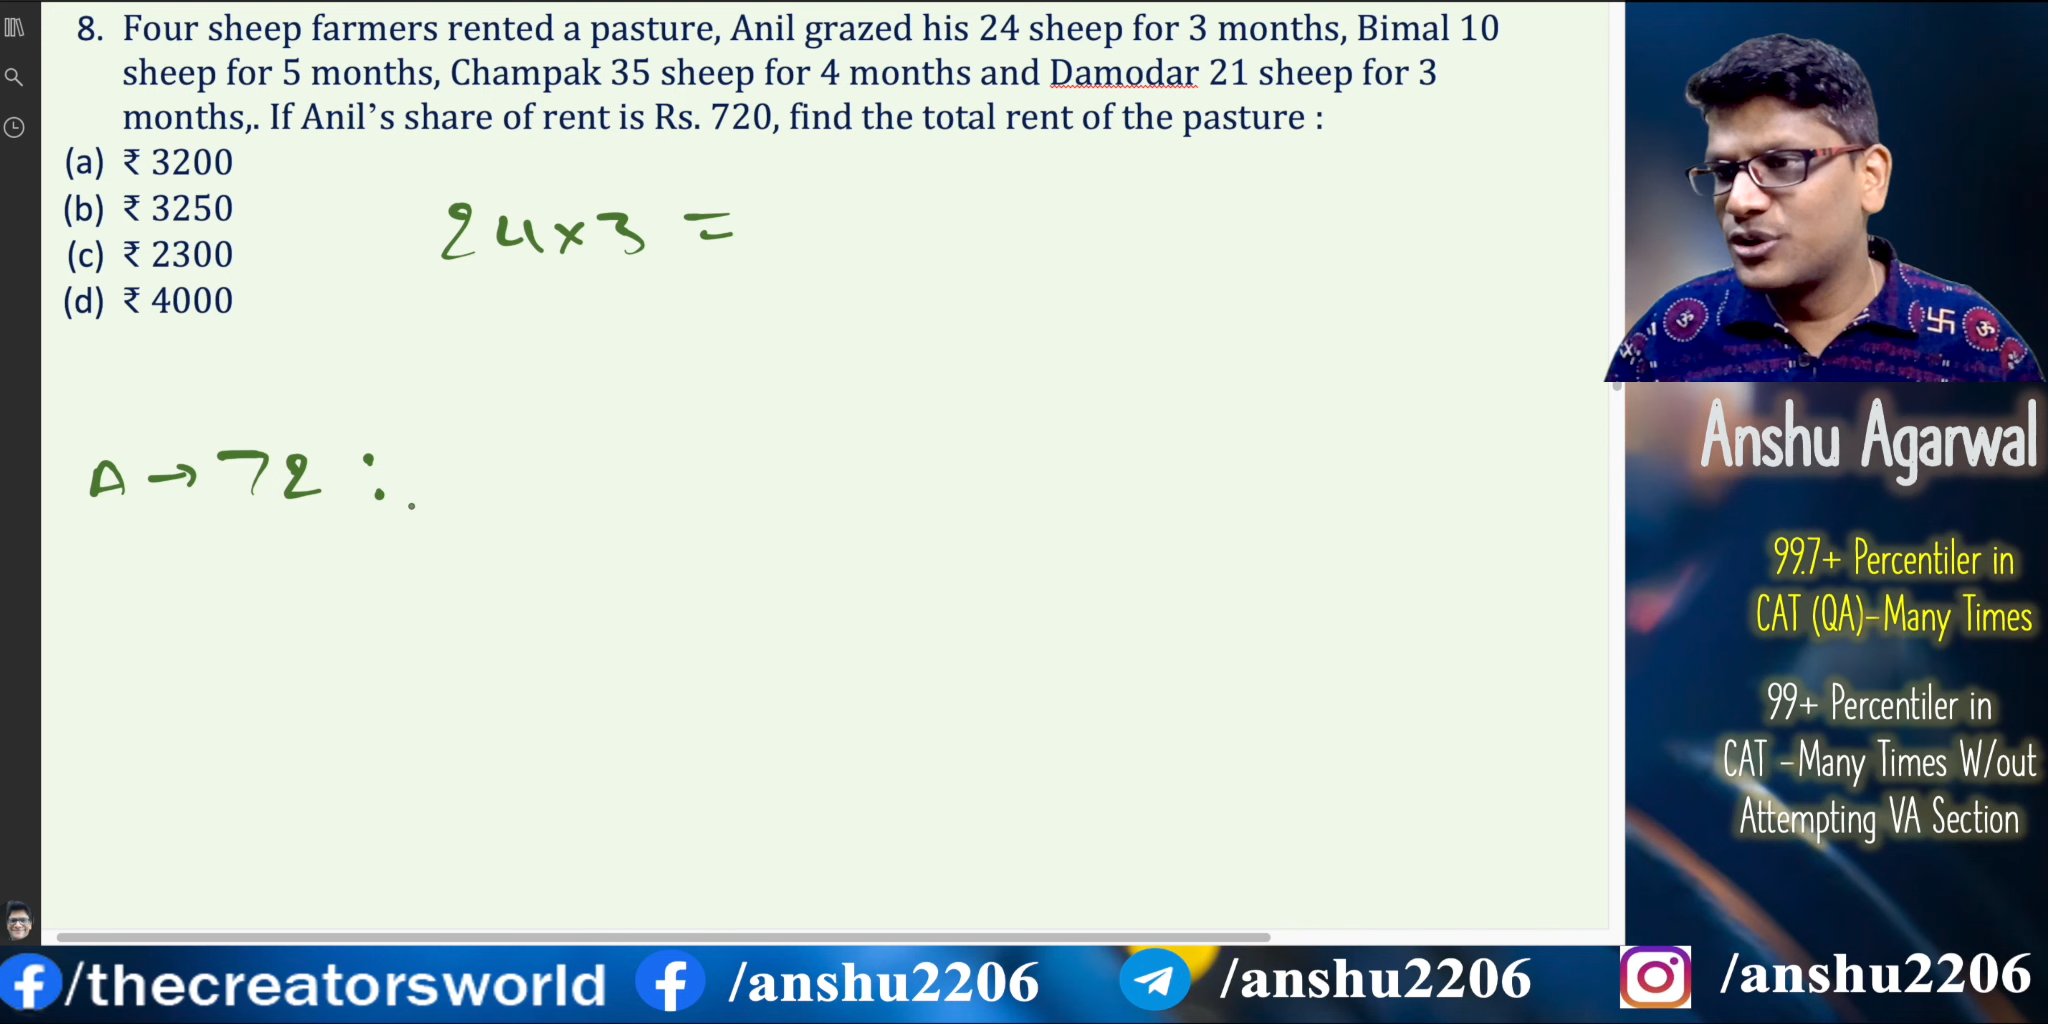 8. Four sheep farmers rented a pasture, Anil grazed his 24 sheep for 3 months, Bimal 10
sheep for 5 months, Champak 35 sheep for 4 months and Damodar 21 sheep for 3
months,. If Anil’s share of rent is Rs. 720, find the total rent of the pasture :
(a) ₹ 3200
(b) ₹ 3250
(c) ₹ 2300
(d) ₹ 4000
24 × 3 =
A → 72 :
Anshu Agarwal
99.7+ Percentiler in
CAT (QA)-Many Times
99+ Percentiler in
CAT -Many Times W/out
Attempting VA Section
/thecreatorsworld /anshu2206 /anshu2206 /anshu2206